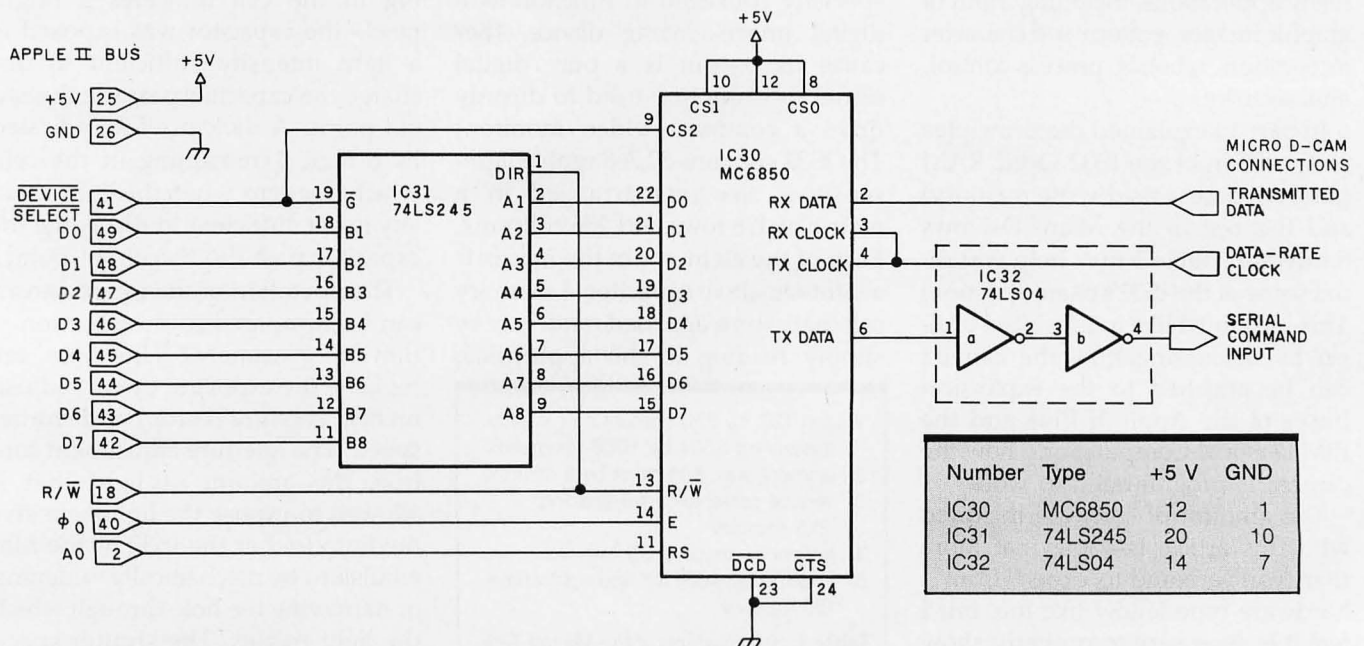 +5V
APPLE II BUS
+5V
+5V 25
GND 26
DEVICE
SELECT 41
D0 49
D1 48
D2 47
D3 46
D4 45
D5 44
D6 43
D7 42
R/W 18
ϕ0 40
A0 2
IC31
74LS245
19 G
18 B1
17 B2
16 B3
15 B4
14 B5
13 B6
12 B7
11 B8
DIR 1
A1 2
A2 3
A3 4
A4 5
A5 6
A6 7
A7 8
A8 9
10 12 8
CS1 CS0
9 CS2
IC30
MC6850
22 D0
21 D1
20 D2
19 D3
18 D4
17 D5
16 D6
15 D7
13 R/W
14 E
11 RS
DCD CTS
23 24
RX DATA 2
RX CLOCK 3
TX CLOCK 4
TX DATA 6
MICRO D-CAM
CONNECTIONS
TRANSMITTED
DATA
DATA-RATE
CLOCK
SERIAL
COMMAND
INPUT
IC32
74LS04
1 a 2 3 b 4
Number Type +5 V GND
IC30 MC6850 12 1
IC31 74LS245 20 10
IC32 74LS04 14 7